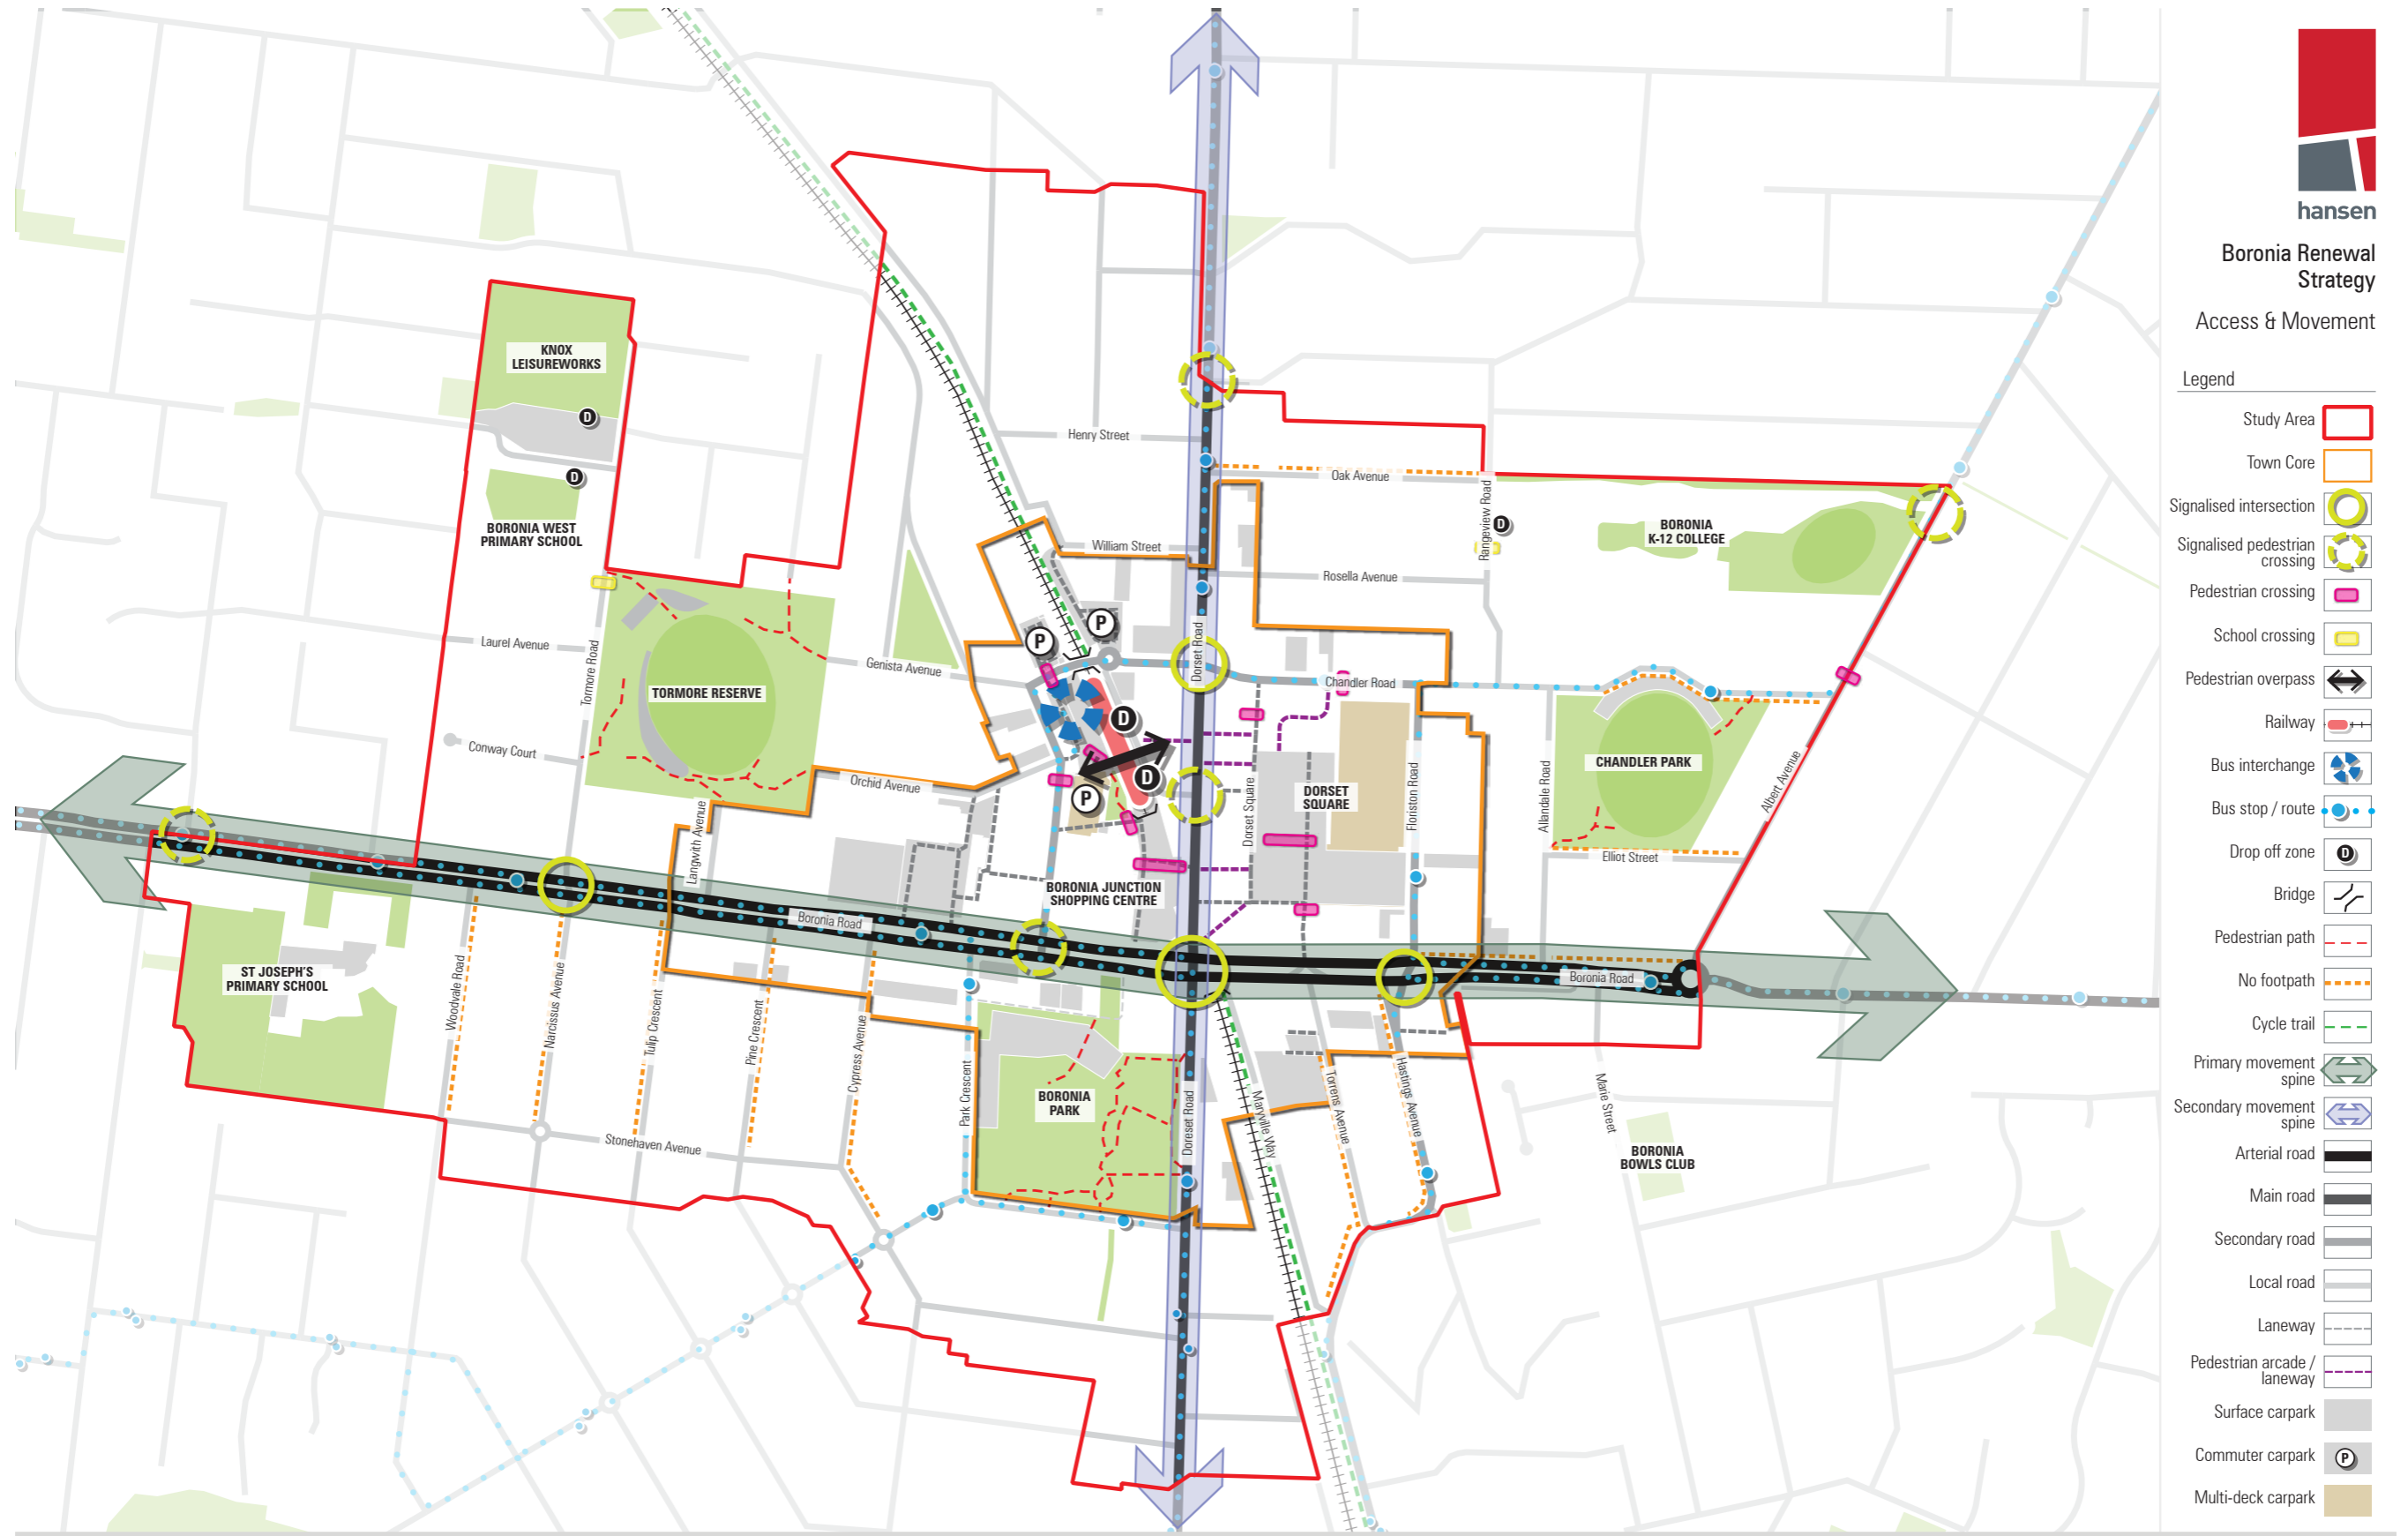 hansen
Boronia Renewal
Strategy
Access & Movement
Legend
Study Area
Town Core
Signalised intersection
Signalised pedestrian
crossing
Pedestrian crossing
School crossing
Pedestrian overpass
Railway
Bus interchange
Bus stop / route
Drop off zone
D
Bridge
Pedestrian path
No footpath
Cycle trail
Primary movement
spine
Secondary movement
spine
Arterial road
Main road
Secondary road
Local road
Laneway
Pedestrian arcade /
laneway
Surface carpark
Commuter carpark
P
Multi-deck carpark
KNOX
LEISUREWORKS
D
D
BORONIA WEST
PRIMARY SCHOOL
Henry Street
Oak Avenue
Rangeview Road
D
BORONIA
K-12 COLLEGE
William Street
Rosella Avenue
Laurel Avenue
Tormore Road
TORMORE RESERVE
Genista Avenue
P
P
Dorset Road
Chandler Road
D
D
P
Conway Court
Orchid Avenue
Langwith Avenue
Dorset Square
DORSET
SQUARE
Floriston Road
Allandale Road
CHANDLER PARK
Albert Avenue
Elliot Street
BORONIA JUNCTION
SHOPPING CENTRE
Boronia Road
Boronia Road
ST JOSEPH'S
PRIMARY SCHOOL
Woodvale Road
Narcissus Avenue
Tulip Crescent
Pine Crescent
Cypress Avenue
Park Crescent
BORONIA
PARK
Doreset Road
Maryville Way
Torrens Avenue
Hastings Avenue
Marie Street
BORONIA
BOWLS CLUB
Stonehaven Avenue